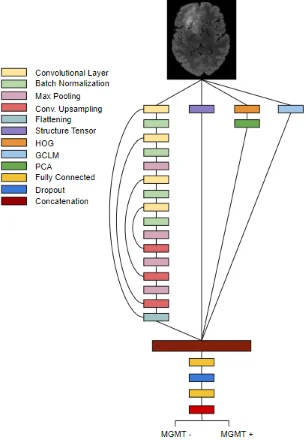 Convolutional Layer
Batch Normalization
Max Pooling
Conv. Upsampling
Flattening
Structure Tensor
HOG
GCLM
PCA
Fully Connected
Dropout
Concatenation
MGMT -
MGMT +